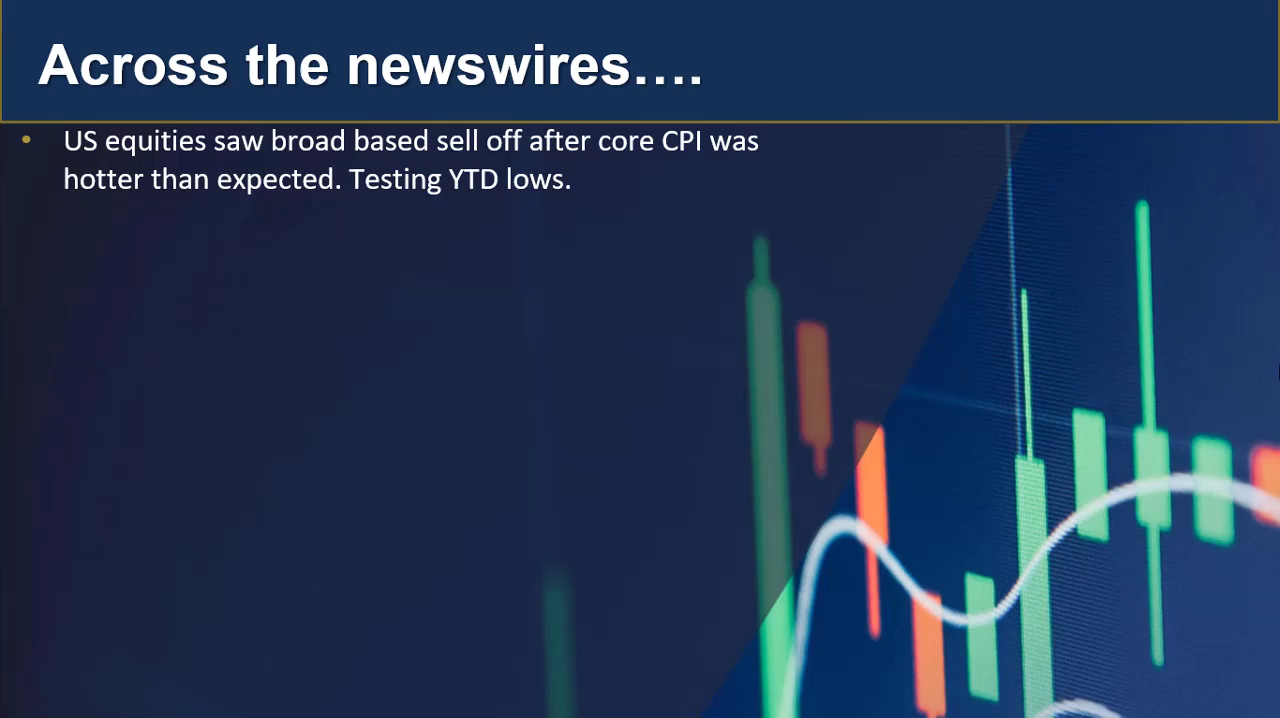 Across the newswires….
• US equities saw broad based sell off after core CPI was
hotter than expected. Testing YTD lows.